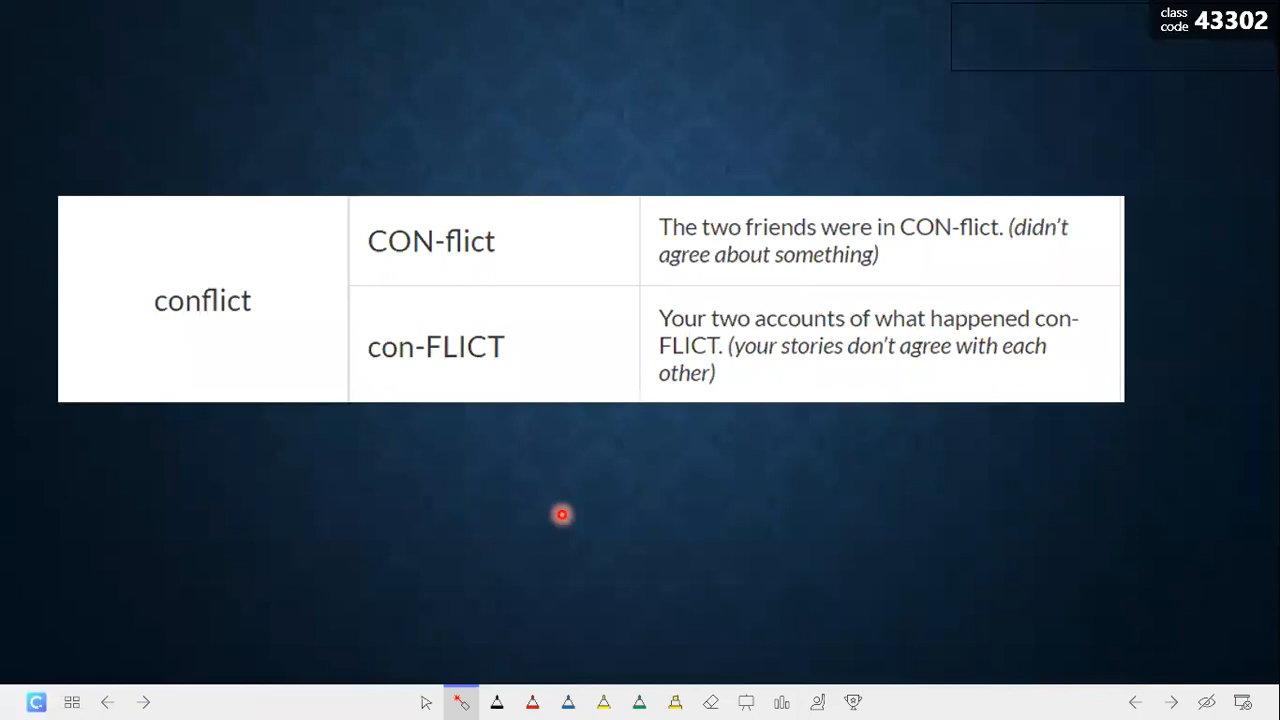 class
code 43302
conflict
CON-flict
The two friends were in CON-flict. (didn't
agree about something)
con-FLICT
Your two accounts of what happened con-
FLICT. (your stories don't agree with each
other)